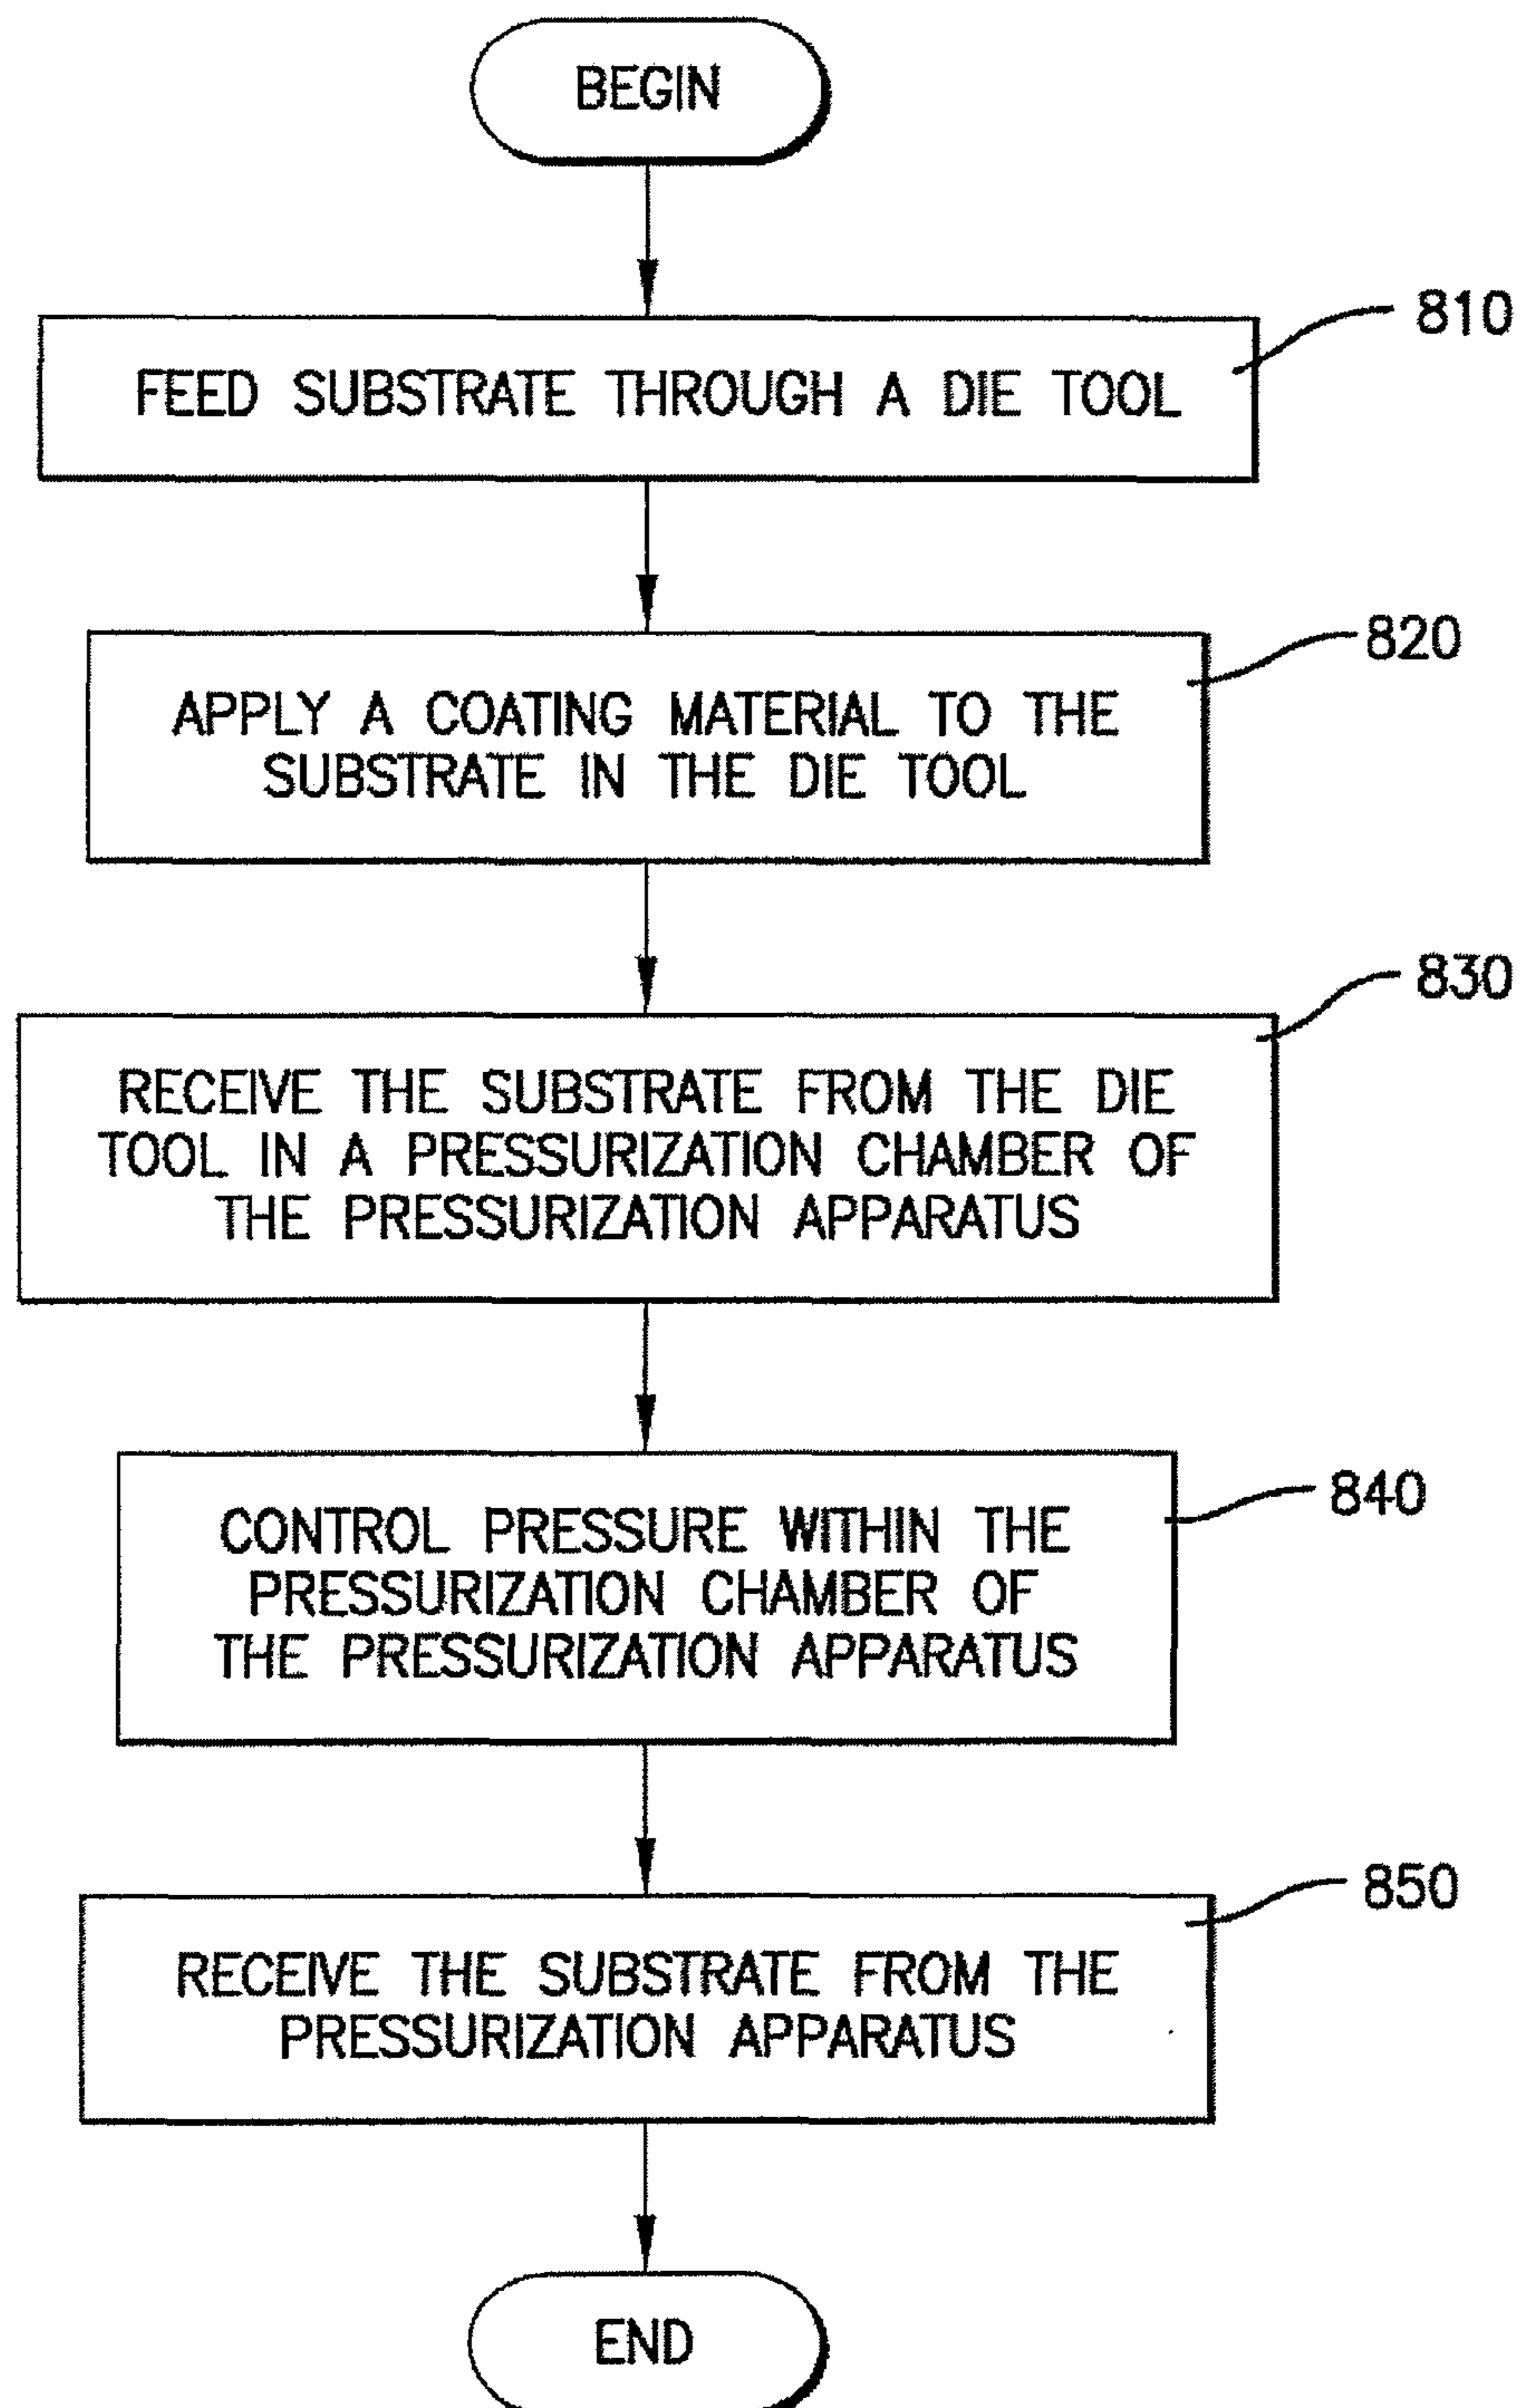 BEGIN
810
FEED SUBSTRATE THROUGH A DIE TOOL
820
APPLY A COATING MATERIAL TO THE
SUBSTRATE IN THE DIE TOOL
830
RECEIVE THE SUBSTRATE FROM THE DIE
TOOL IN A PRESSURIZATION CHAMBER OF
THE PRESSURIZATION APPARATUS
840
CONTROL PRESSURE WITHIN THE
PRESSURIZATION CHAMBER OF
THE PRESSURIZATION APPARATUS
850
RECEIVE THE SUBSTRATE FROM THE
PRESSURIZATION APPARATUS
END